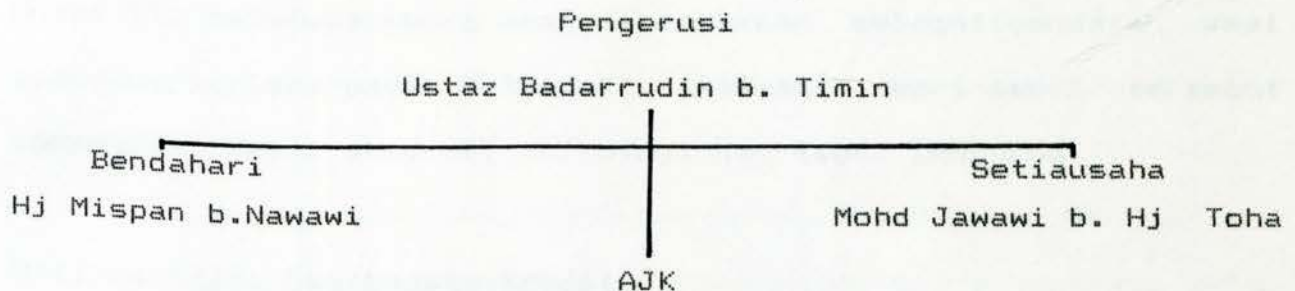 Pengerusi
Ustaz Badarrudin b. Timin
Bendahari
Hj Mispan b.Nawawi
Setiausaha
Mohd Jawawi b. Hj Toha
AJK